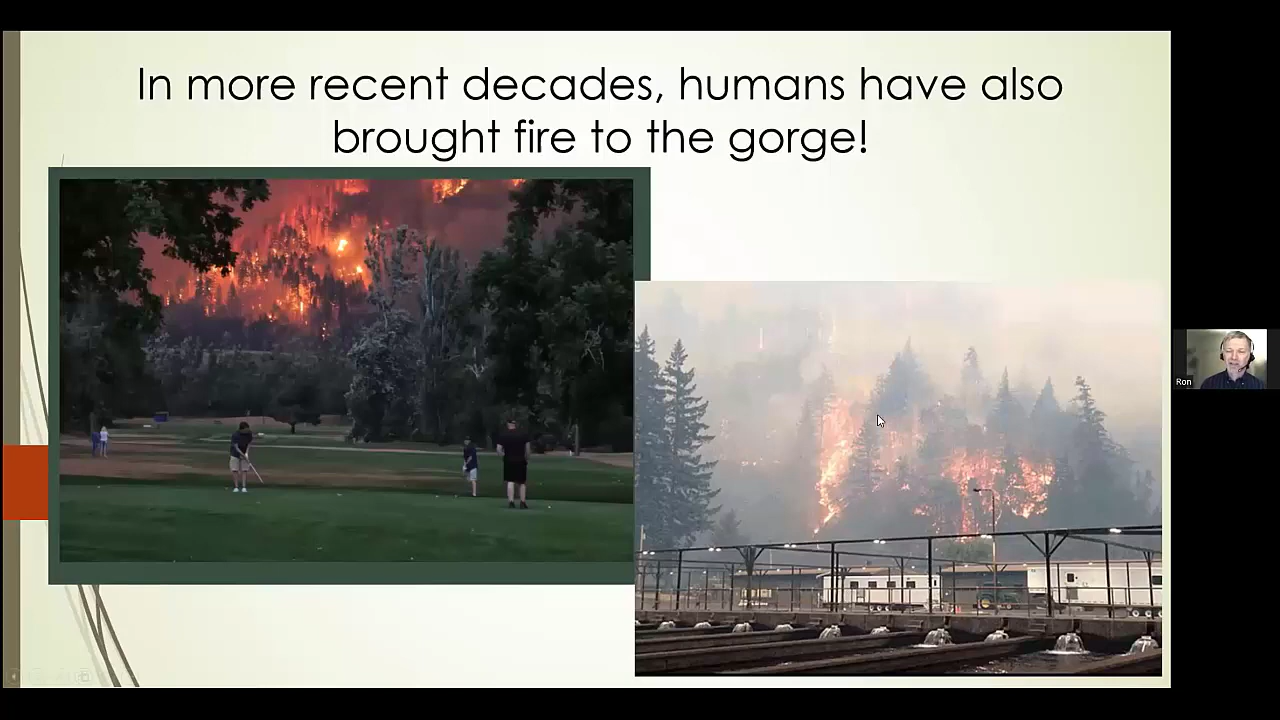 In more recent decades, humans have also
brought fire to the gorge!
Ron